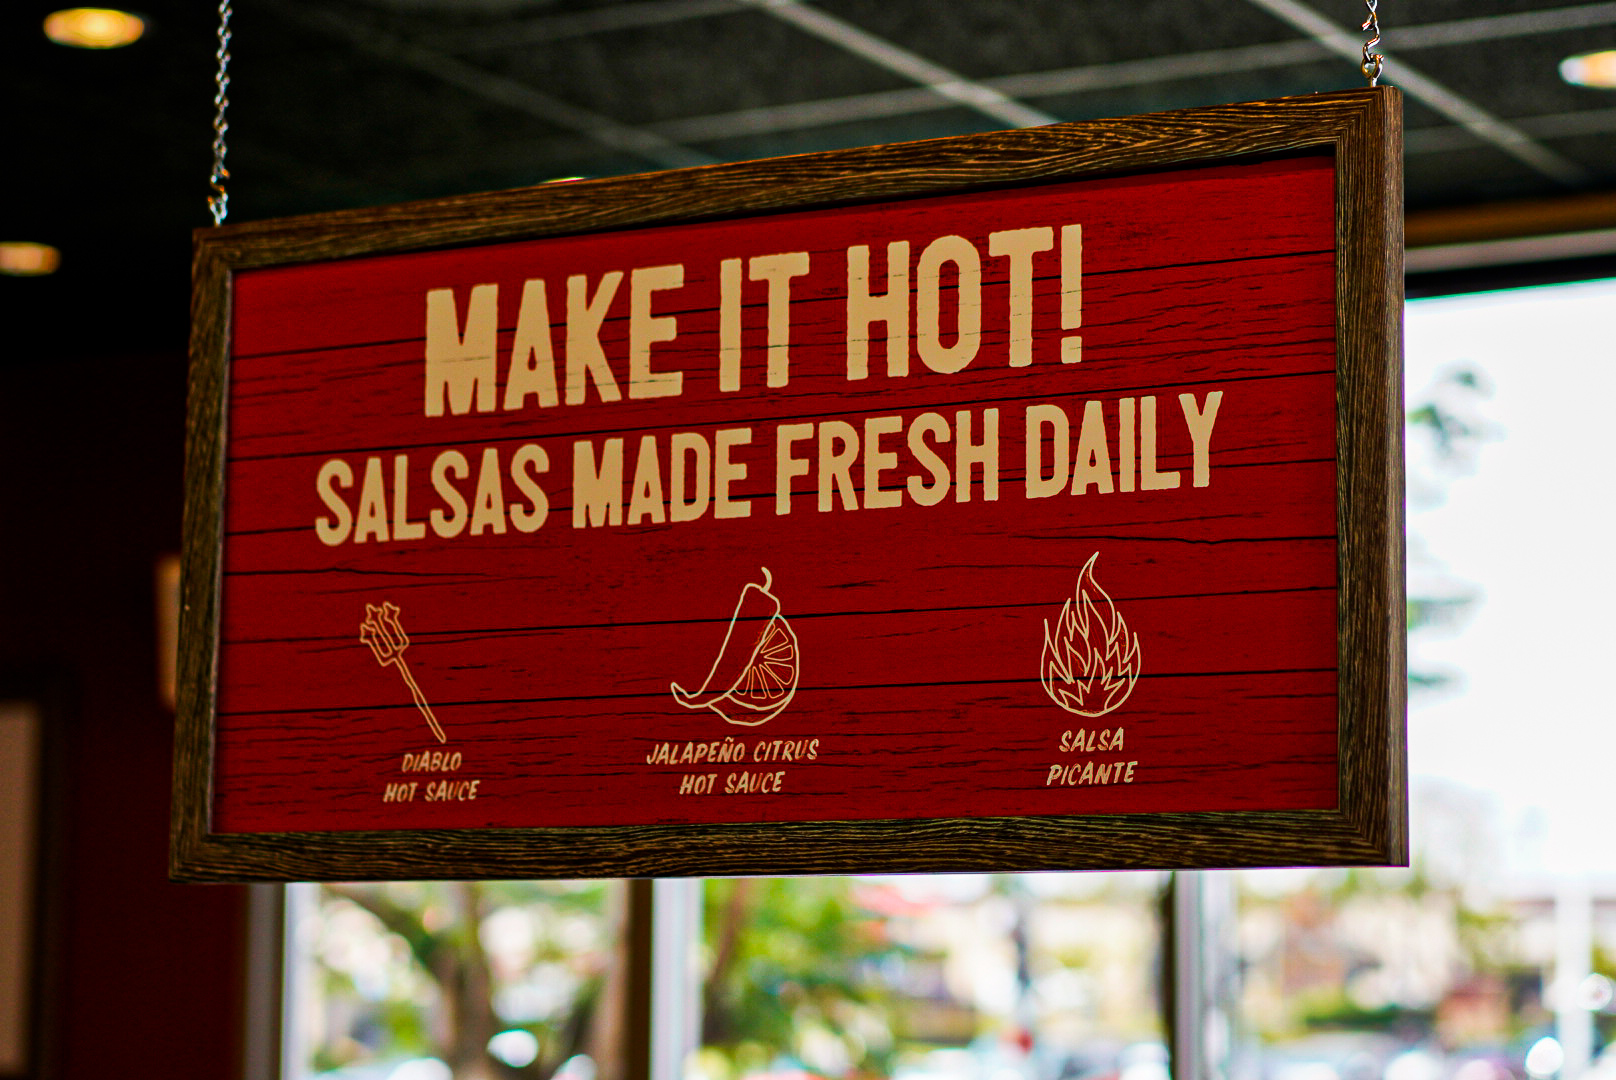 MAKE IT HOT!
SALSAS MADE FRESH DAILY
DIABLO
HOT SAUCE
JALAPEÑO CITRUS
HOT SAUCE
SALSA
PICANTE